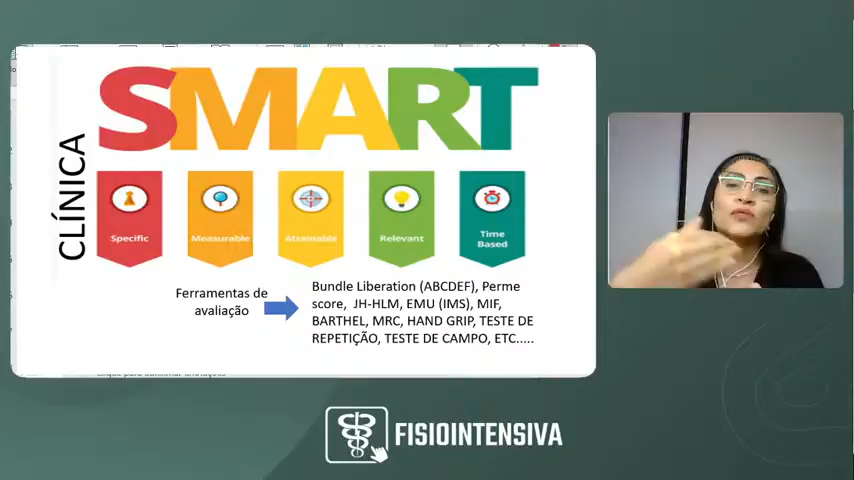 CLÍNICA
SMART
Specific
Measurable
Attainable
Relevant
Time
Based
Ferramentas de
avaliação
Bundle Liberation (ABCDEF), Perme
score, JH-HLM, EMU (IMS), MIF,
BARTHEL, MRC, HAND GRIP, TESTE DE
REPETIÇÃO, TESTE DE CAMPO, ETC.....
FISIOINTENSIVA